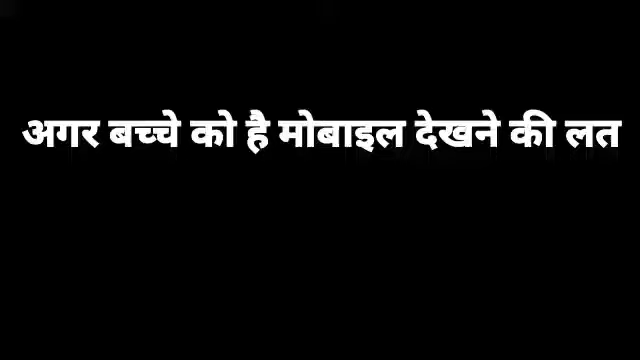 अगर बच्चे को है मोबाइल देखने की लत